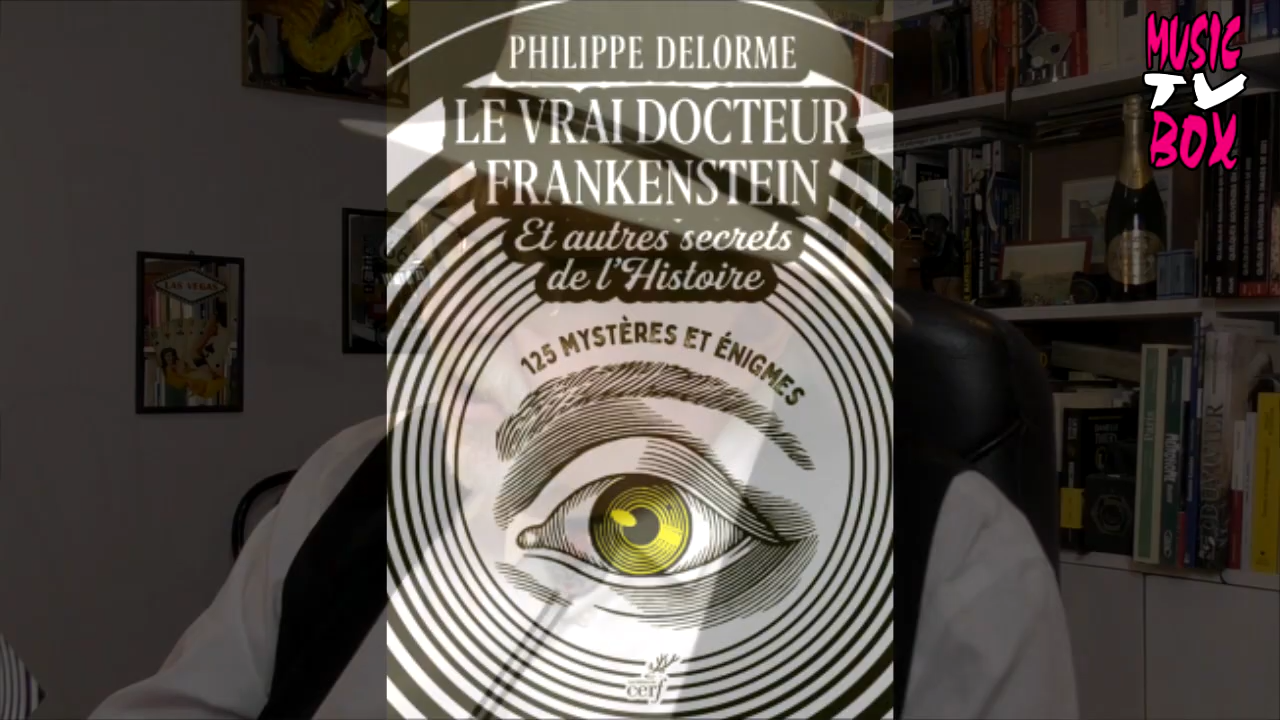 PHILIPPE DELORME
LE VRAI DOCTEUR
FRANKENSTEIN
Et autres secrets
de l'Histoire
125 MYSTÈRES ET ÉNIGMES
cerf
MUSIC
TV
BOX
LAS VEGAS
DUVIVIER